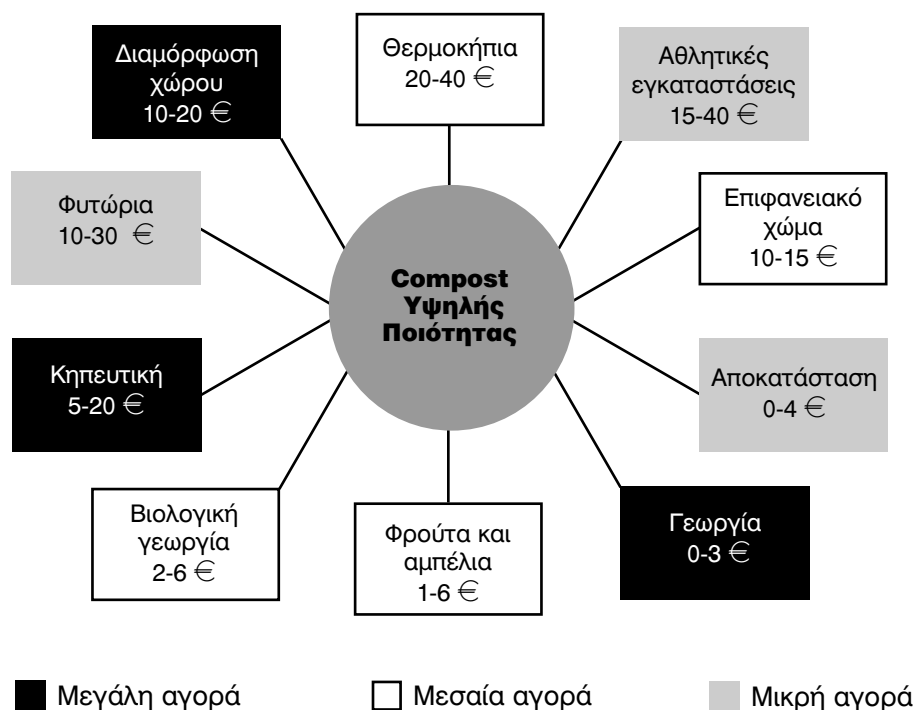 Διαμόρφωση
χώρου
10-20 €
Θερμοκήπια
20-40 €
Αθλητικές
εγκαταστάσεις
15-40 €
Φυτώρια
10-30 €
Επιφανειακό
χώμα
10-15 €
Compost
Υψηλής
Ποιότητας
Κηπευτική
5-20 €
Αποκατάσταση
0-4 €
Βιολογική
γεωργία
2-6 €
Φρούτα και
αμπέλια
1-6 €
Γεωργία
0-3 €
Μεγάλη αγορά
Μεσαία αγορά
Μικρή αγορά